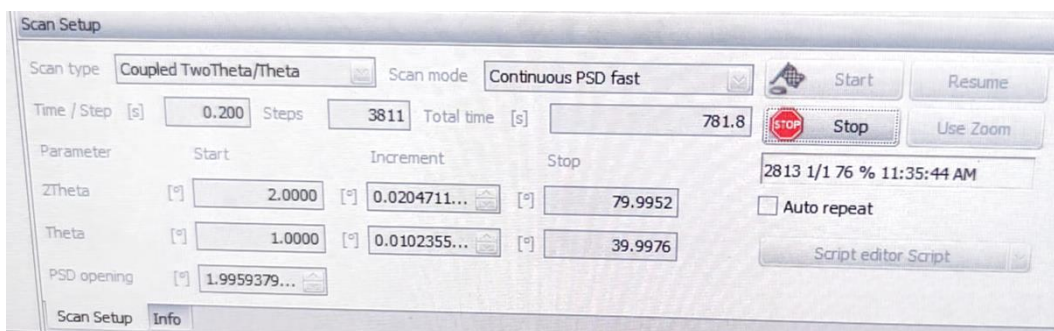 Scan Setup
Scan type Coupled TwoTheta/Theta Scan mode Continuous PSD fast Start Resume
Time / Step [s] 0.200 Steps 3811 Total time [s] 781.8 STOP Stop Use Zoom
Parameter Start Increment Stop 2813 1/1 76 % 11:35:44 AM
2Theta [°] 2.0000 [°] 0.0204711... [°] 79.9952 Auto repeat
Theta [°] 1.0000 [°] 0.0102355... [°] 39.9976 Script editor Script
PSD opening [°] 1.9959379...
Scan Setup Info